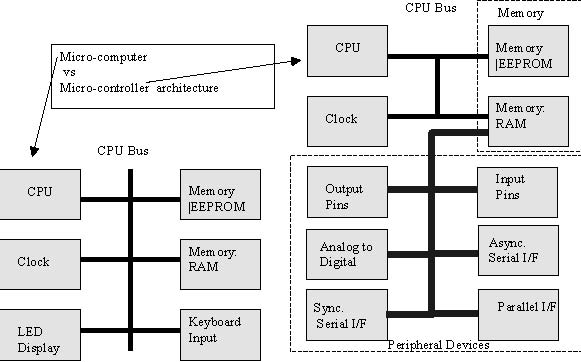 CPU Bus
Memory
CPU
Memory
|EEPROM
Micro-computer
vs
Micro-controller architecture
Clock
Memory:
RAM
CPU Bus
CPU
Memory
|EEPROM
Clock
Memory:
RAM
LED
Display
Keyboard
Input
Output
Pins
Input
Pins
Analog to
Digital
Async.
Serial I/F
Sync.
Serial I/F
Parallel I/F
Peripheral Devices